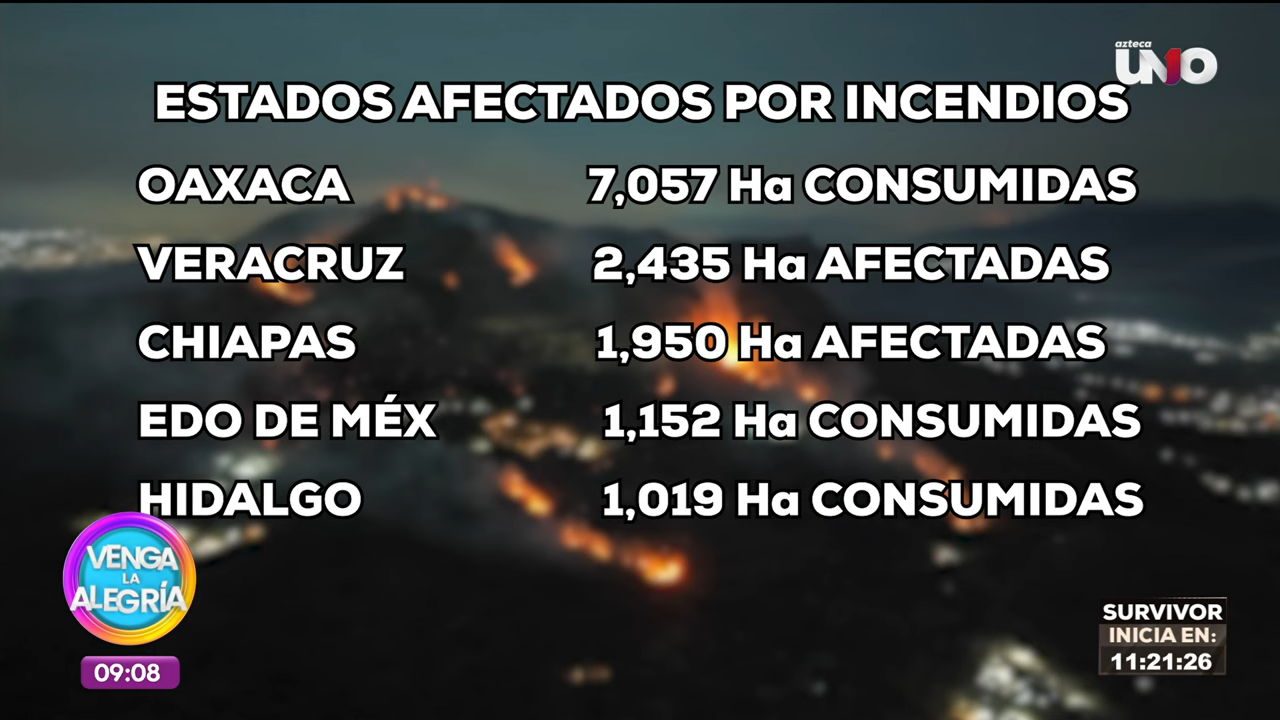 azteca
UNO
ESTADOS AFECTADOS POR INCENDIOS
OAXACA 7,057 Ha CONSUMIDAS
VERACRUZ 2,435 Ha AFECTADAS
CHIAPAS 1,950 Ha AFECTADAS
EDO DE MÉX 1,152 Ha CONSUMIDAS
HIDALGO 1,019 Ha CONSUMIDAS
VENGA
LA
ALEGRÍA
09:08
SURVIVOR
INICIA EN:
11:21:26